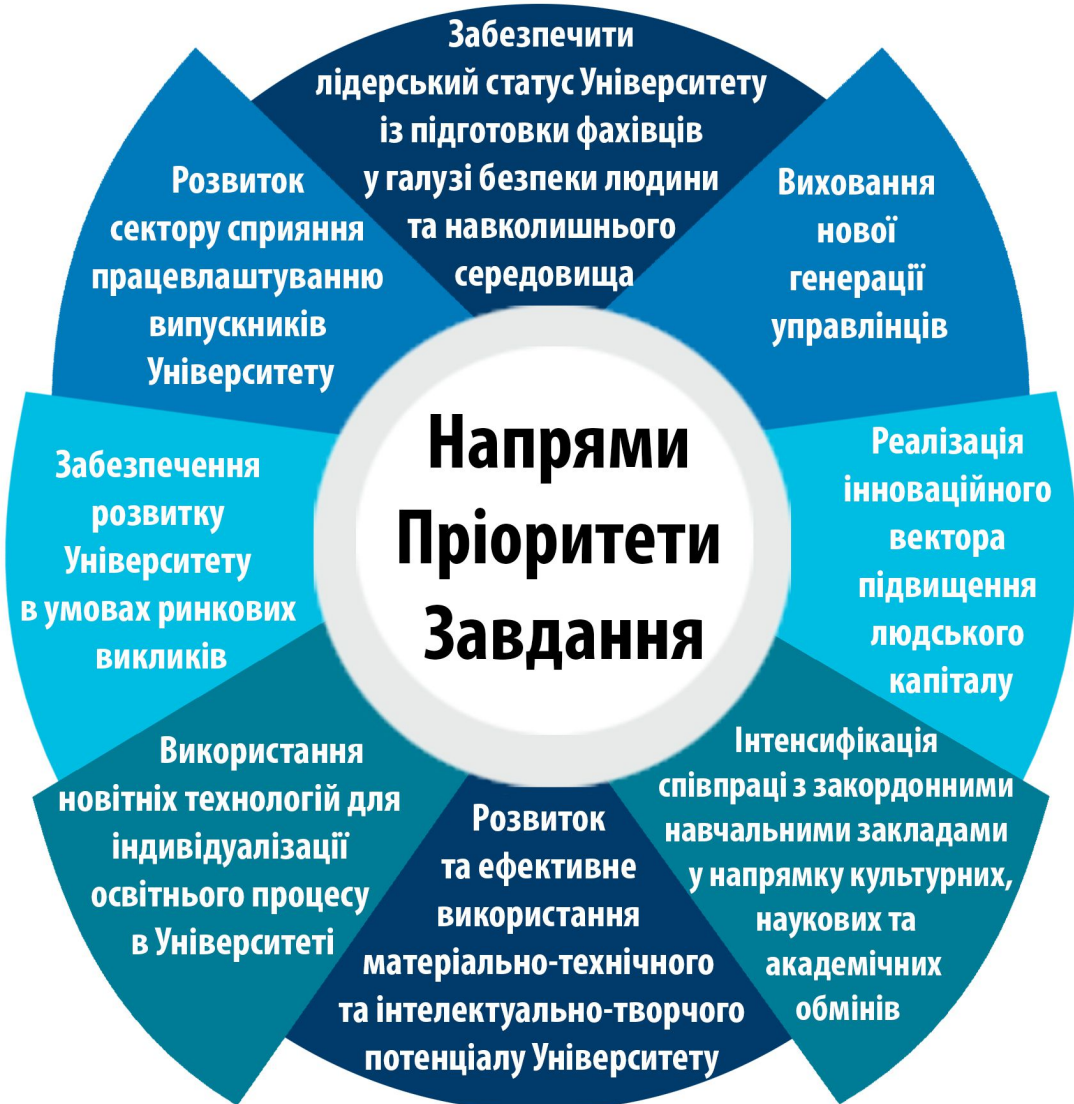 Забезпечити
лідерський статус Університету
із підготовки фахівців
у галузі безпеки людини
та навколишнього
середовища
Виховання
нової
генерації
управлінців
Реалізація
інноваційного
вектора
підвищення
людського
капіталу
Інтенсифікація
співпраці з закордонними
навчальними закладами
у напрямку культурних,
наукових та
академічних
обмінів
Розвиток
та ефективне
використання
матеріально-технічного
та інтелектуально-творчого
потенціалу Університету
Використання
новітніх технологій для
індивідуалізації
освітнього процесу
в Університеті
Забезпечення
розвитку
Університету
в умовах ринкових
викликів
Розвиток
сектору сприяння
працевлаштуванню
випускників
Університету
Напрями
Пріоритети
Завдання